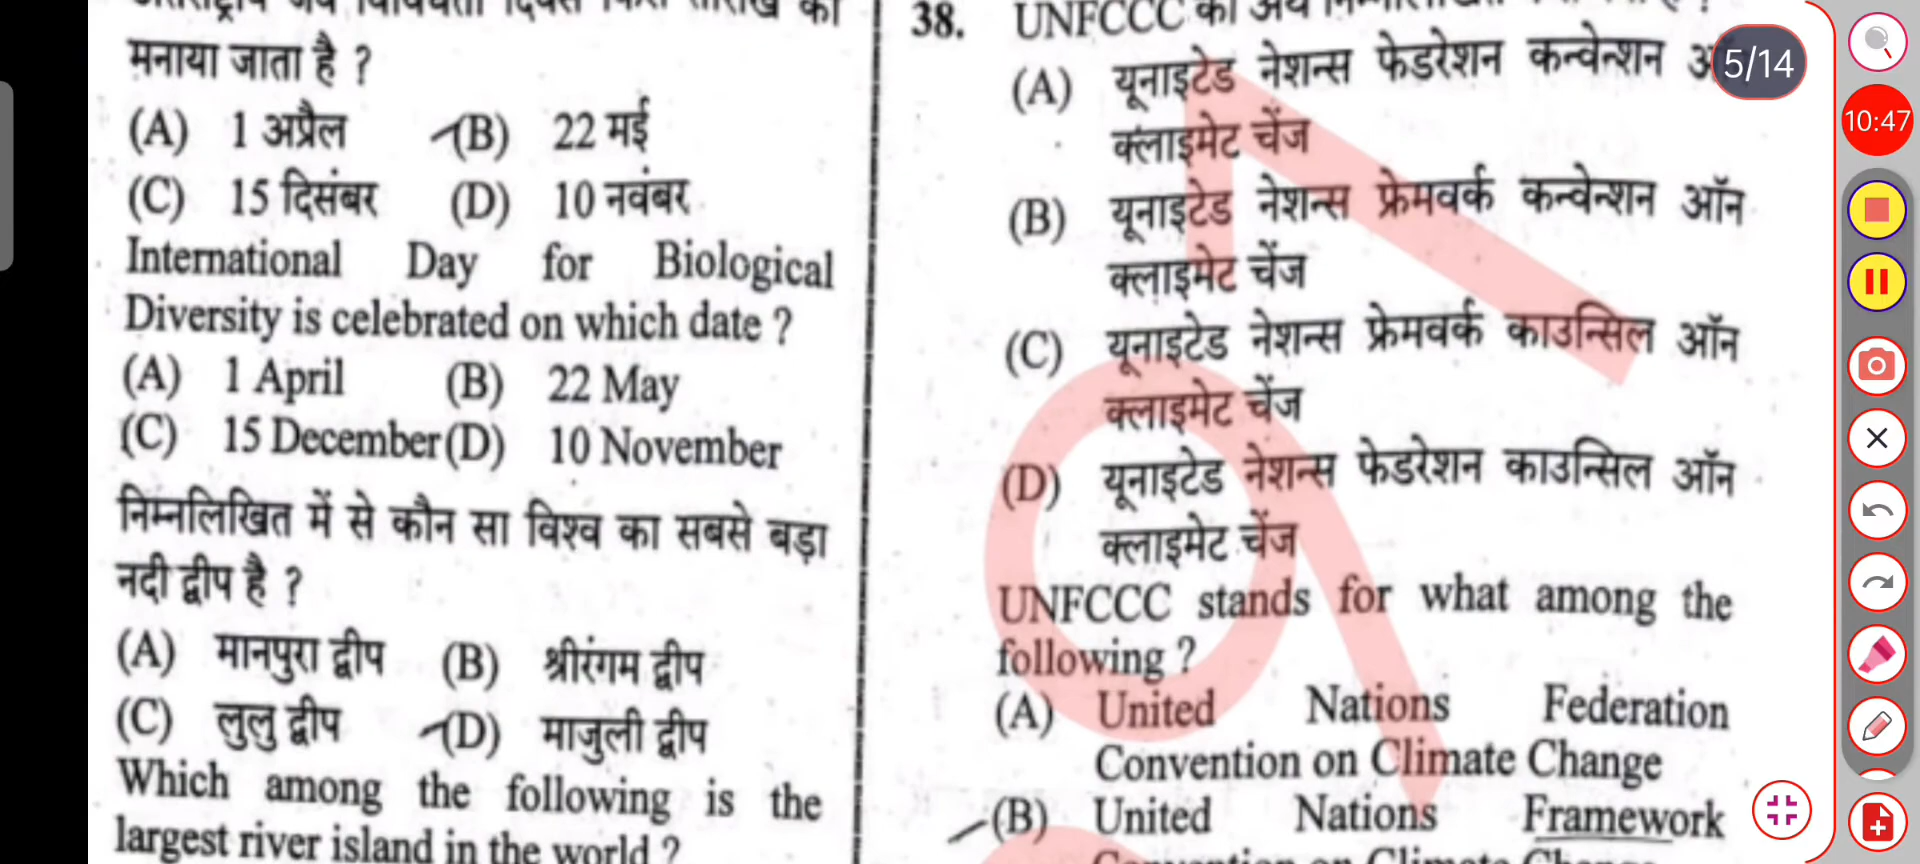 मनाया जाता है ?
(A) 1 अप्रैल (B) 22 मई
(C) 15 दिसंबर (D) 10 नवंबर
International Day for Biological
Diversity is celebrated on which date ?
(A) 1 April (B) 22 May
(C) 15 December (D) 10 November
निम्नलिखित में से कौन सा विश्व का सबसे बड़ा
नदी द्वीप है ?
(A) मानपुरा द्वीप (B) श्रीरंगम द्वीप
(C) लुलु द्वीप (D) माजुली द्वीप
Which among the following is the
largest river island in the world ?
38. UNFCCC का अर्थ
(A) यूनाइटेड नेशन्स फेडरेशन कन्वेन्शन
क्लाइमेट चेंज
(B) यूनाइटेड नेशन्स फ्रेमवर्क कन्वेन्शन ऑन
क्लाइमेट चेंज
(C) यूनाइटेड नेशन्स फ्रेमवर्क काउन्सिल ऑन
क्लाइमेट चेंज
(D) यूनाइटेड नेशन्स फेडरेशन काउन्सिल ऑन
क्लाइमेट चेंज
UNFCCC stands for what among the
following ?
(A) United Nations Federation
Convention on Climate Change
(B) United Nations Framework
Convention on Climate Change
5/14
10:47